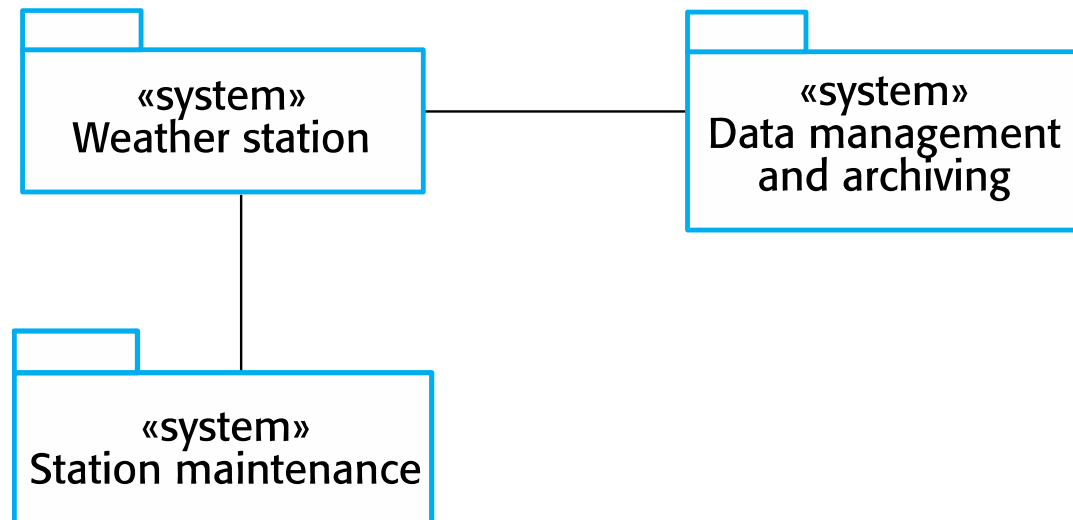 «system»
Weather station
«system»
Data management
and archiving
«system»
Station maintenance